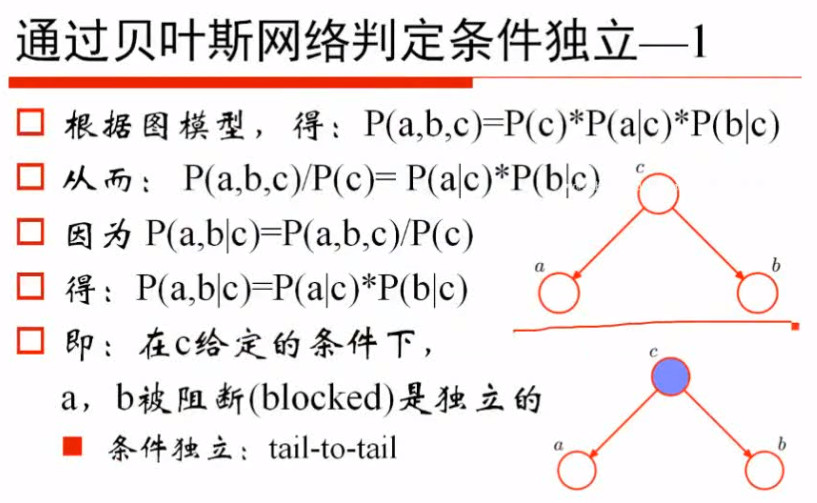 通过贝叶斯网络判定条件独立—1
根据图模型，得：P(a,b,c)=P(c)*P(a|c)*P(b|c)
从而： P(a,b,c)/P(c)= P(a|c)*P(b|c)
因为 P(a,b|c)=P(a,b,c)/P(c)
得：P(a,b|c)=P(a|c)*P(b|c)
即：在c给定的条件下，
a，b被阻断(blocked)是独立的
条件独立：tail-to-tail
c
a
b
c
a
b